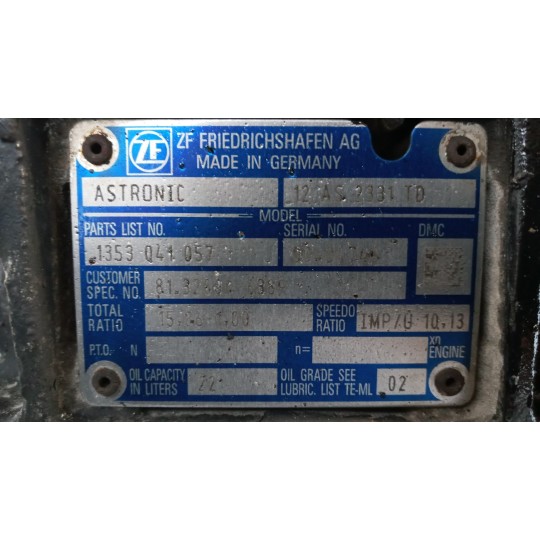 ZF
ZF FRIEDRICHSHAFEN AG
MADE IN GERMANY
ASTRONIC 12 AS 2331 TD
MODEL
PARTS LIST NO. SERIAL NO. DMC
1353 041 057
CUSTOMER
SPEC. NO.
TOTAL
RATIO
SPEEDO
RATIO IMP/U 10.13
P.T.O. N n= xn
ENGINE
OIL CAPACITY
IN LITERS
OIL GRADE SEE
LUBRIC. LIST TE-ML 02